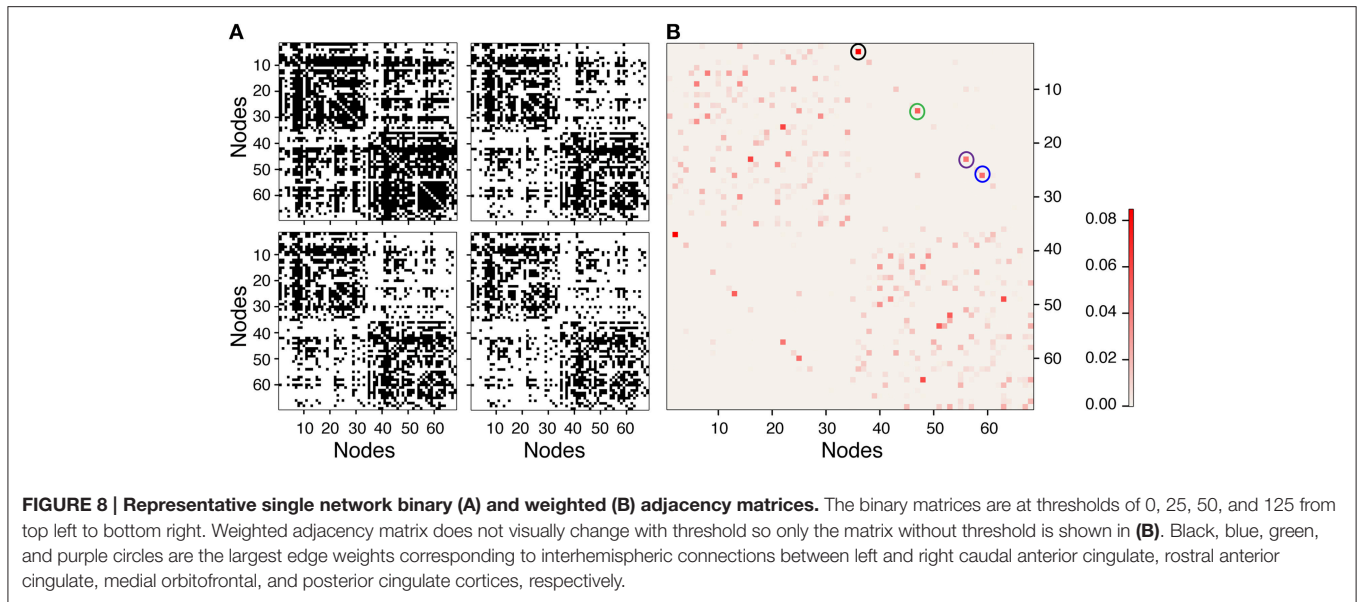 A
B
10
20
30
40
50
60
Nodes
10
20
30
40
50
60
Nodes
10 20 30 40 50 60
10 20 30 40 50 60
Nodes
Nodes
10
20
30
40
50
60
10 20 30 40 50 60
Nodes
0.08
0.06
0.04
0.02
0.00
FIGURE 8 | Representative single network binary (A) and weighted (B) adjacency matrices. The binary matrices are at thresholds of 0, 25, 50, and 125 from
top left to bottom right. Weighted adjacency matrix does not visually change with threshold so only the matrix without threshold is shown in (B). Black, blue, green,
and purple circles are the largest edge weights corresponding to interhemispheric connections between left and right caudal anterior cingulate, rostral anterior
cingulate, medial orbitofrontal, and posterior cingulate cortices, respectively.